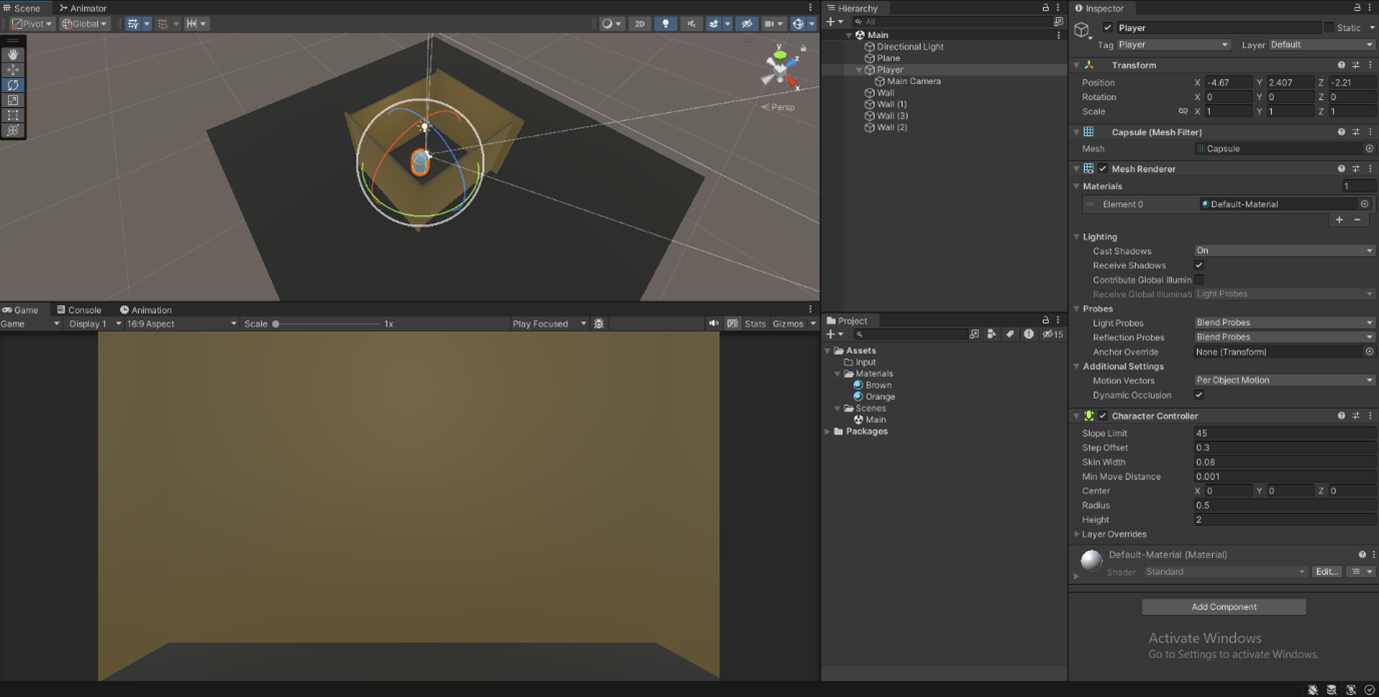 Scene
Animator
Pivot
Global
2D
y
z
x
Persp
Game
Console
Animation
Game
Display 1
16:9 Aspect
Scale
1x
Play Focused
Stats
Gizmos
Hierarchy
All
Main
Directional Light
Plane
Player
Main Camera
Wall
Wall (1)
Wall (3)
Wall (2)
Project
15
Assets
Input
Materials
Brown
Orange
Scenes
Main
Packages
Inspector
Player
Static
Tag Player Layer Default
Transform
Position X -4.67 Y 2.407 Z -2.21
Rotation X 0 Y 0 Z 0
Scale X 1 Y 1 Z 1
Capsule (Mesh Filter)
Mesh Capsule
Mesh Renderer
Materials 1
Element 0 Default-Material
Lighting
Cast Shadows On
Receive Shadows
Contribute Global Illumin
Receive Global Illuminati Light Probes
Probes
Light Probes Blend Probes
Reflection Probes Blend Probes
Anchor Override None (Transform)
Additional Settings
Motion Vectors Per Object Motion
Dynamic Occlusion
Character Controller
Slope Limit 45
Step Offset 0.3
Skin Width 0.08
Min Move Distance 0.001
Center X 0 Y 0 Z 0
Radius 0.5
Height 2
Layer Overrides
Default-Material (Material)
Shader Standard Edit...
Add Component
Activate Windows
Go to Settings to activate Windows.